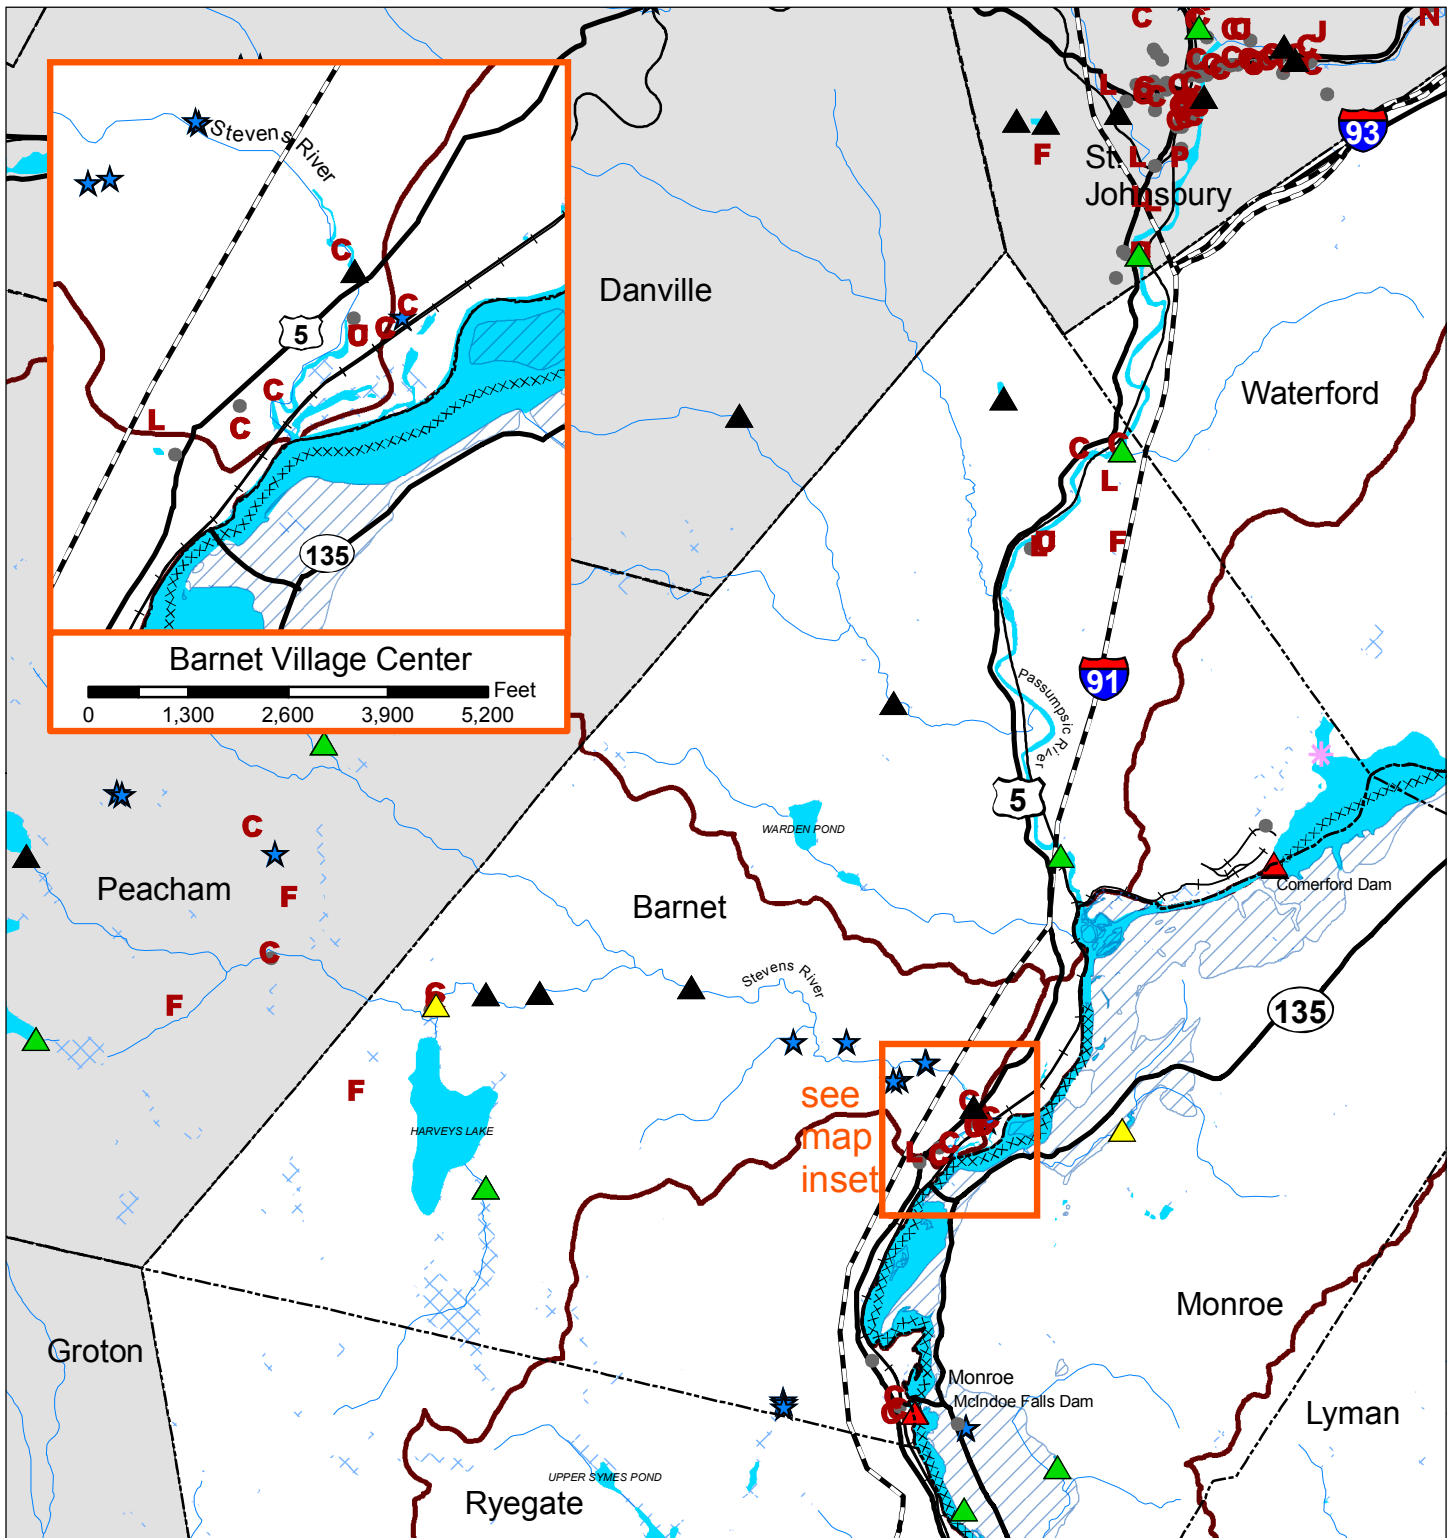 C
C
U
U
C
J
N
C
C
C
C
C
L
C
C
C
C
93
F
L
P
St.
Johnsbury
L
L
Stevens River
C
Danville
C
5
U
C
C
L
C
135
Barnet Village Center
Feet
0 1,300 2,600 3,900 5,200
Waterford
C
C
L
F
L
U
Passumpsic River
91
5
WARDEN POND
C
Peacham
F
Barnet
Comerford Dam
C
F
C
Stevens River
135
F
HARVEYS LAKE
see
map
inset
C
C
L
C
C
Monroe
Groton
Monroe
McIndoe Falls Dam
C
C
Lyman
UPPER SYMES POND
Ryegate